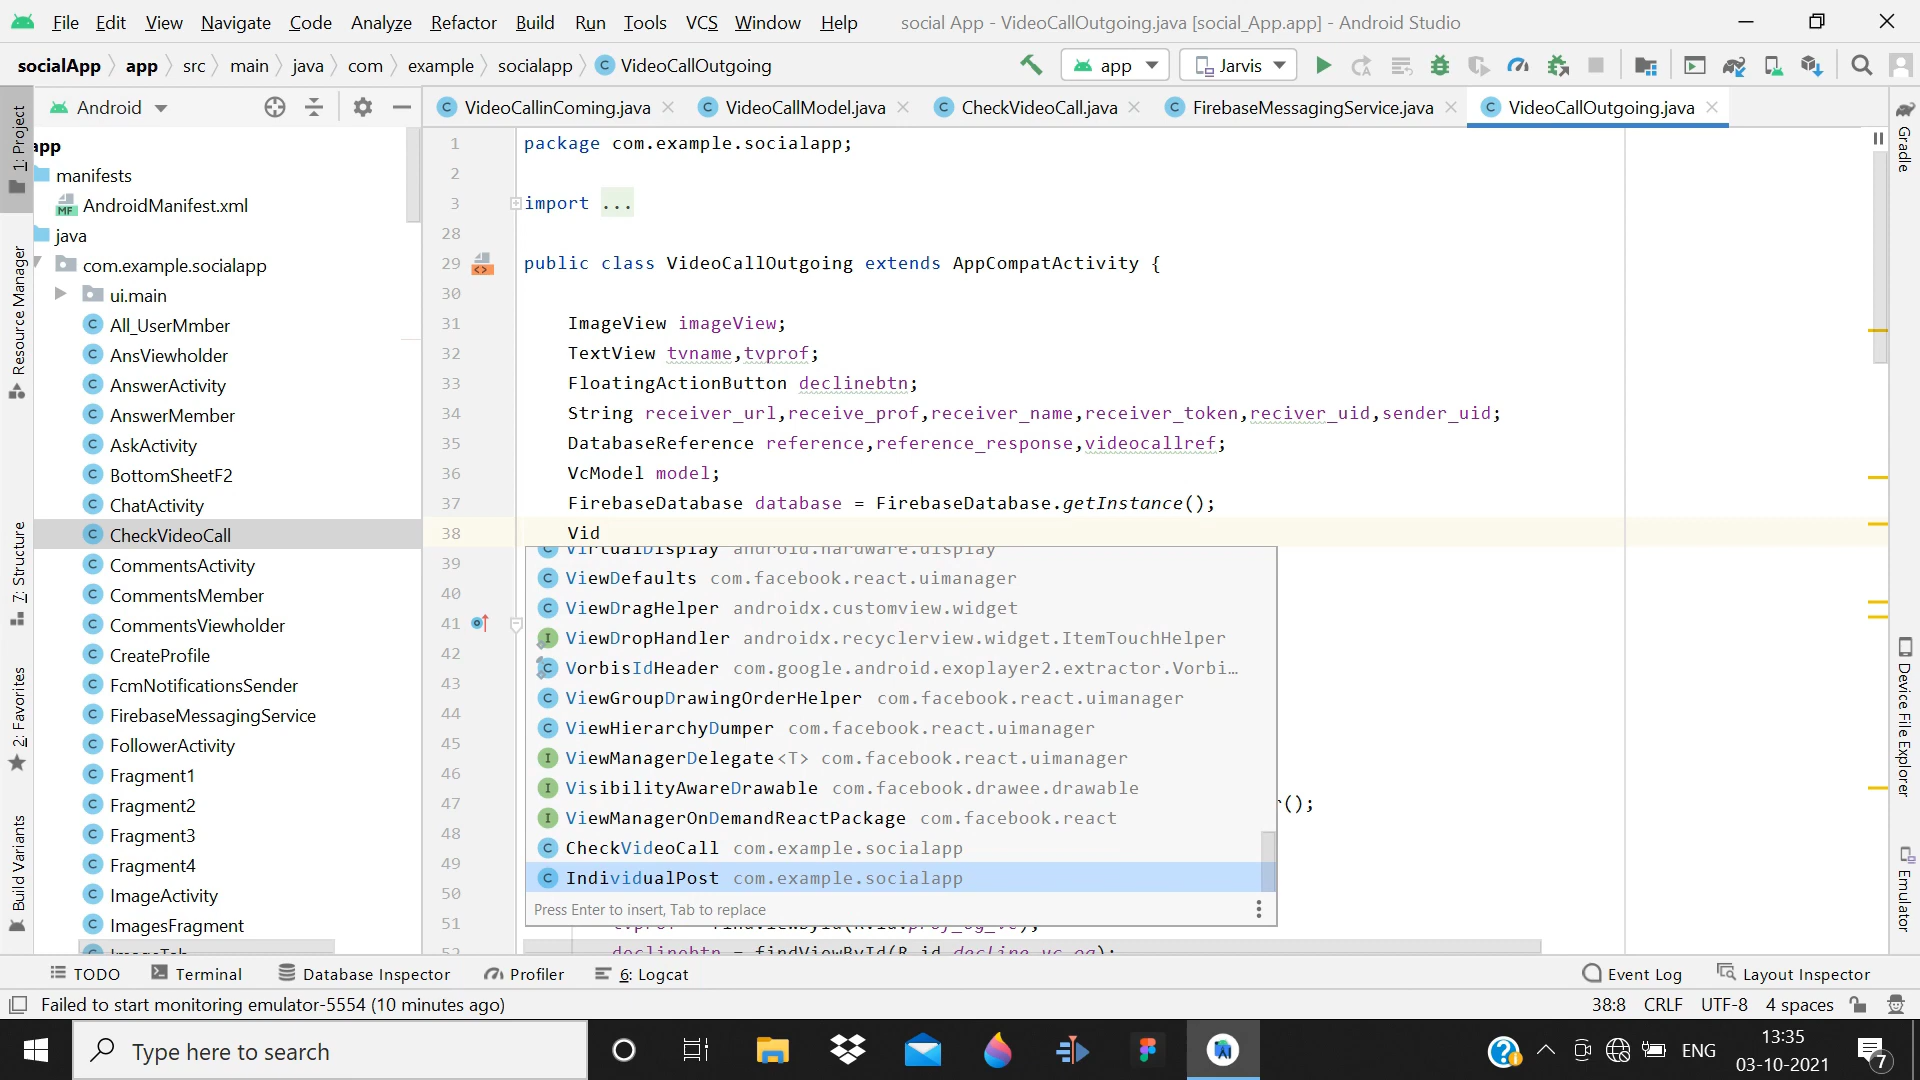 File Edit View Navigate Code Analyze Refactor Build Run Tools VCS Window Help social App - VideoCallOutgoing.java [social_App.app] - Android Studio
socialApp app src main java com example socialapp VideoCallOutgoing app Jarvis
Android VideoCallinComing.java VideoCallModel.java CheckVideoCall.java FirebaseMessagingService.java VideoCallOutgoing.java
1: Project
Resource Manager
7: Structure
2: Favorites
Build Variants
app
manifests
AndroidManifest.xml
java
com.example.socialapp
ui.main
All_UserMmber
AnsViewholder
AnswerActivity
AnswerMember
AskActivity
BottomSheetF2
ChatActivity
CheckVideoCall
CommentsActivity
CommentsMember
CommentsViewholder
CreateProfile
FcmNotificationsSender
FirebaseMessagingService
FollowerActivity
Fragment1
Fragment2
Fragment3
Fragment4
ImageActivity
ImagesFragment
1 package com.example.socialapp;
2
3 import ...
28
29 public class VideoCallOutgoing extends AppCompatActivity {
30
31 ImageView imageView;
32 TextView tvname,tvprof;
33 FloatingActionButton declinebtn;
34 String receiver_url,receive_prof,receiver_name,receiver_token,reciver_uid,sender_uid;
35 DatabaseReference reference,reference_response,videocallref;
36 VcModel model;
37 FirebaseDatabase database = FirebaseDatabase.getInstance();
38 Vid
VirtualDisplay android.hardware.display
39 ViewDefaults com.facebook.react.uimanager
40 ViewDragHelper androidx.customview.widget
41 ViewDropHandler androidx.recyclerview.widget.ItemTouchHelper
42 VorbisIdHeader com.google.android.exoplayer2.extractor.Vorbi…
43 ViewGroupDrawingOrderHelper com.facebook.react.uimanager
44 ViewHierarchyDumper com.facebook.react.uimanager
45 ViewManagerDelegate<T> com.facebook.react.uimanager
46 VisibilityAwareDrawable com.facebook.drawee.drawable
47 ();
ViewManagerOnDemandReactPackage com.facebook.react
48 CheckVideoCall com.example.socialapp
49 IndividualPost com.example.socialapp
50 Press Enter to insert, Tab to replace
51
52 declinebtn = findViewById(R.id.decline_vc_og);
Gradle
Device File Explorer
Emulator
TODO Terminal Database Inspector Profiler 6: Logcat Event Log Layout Inspector
Failed to start monitoring emulator-5554 (10 minutes ago) 38:8 CRLF UTF-8 4 spaces
Type here to search ENG 13:35
03-10-2021 7